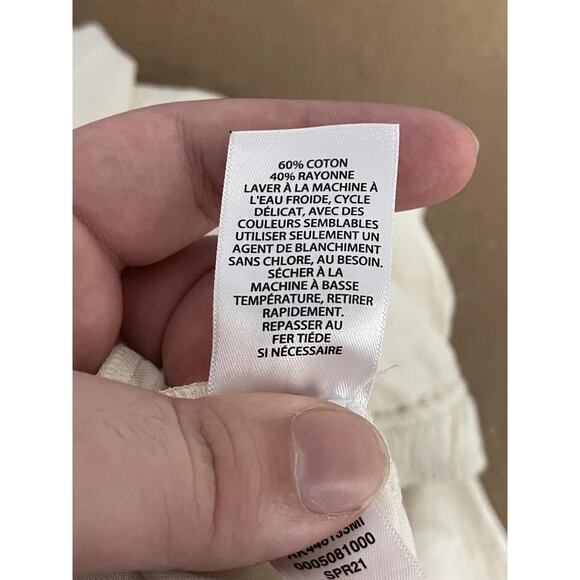 60% COTON
40% RAYONNE
LAVER À LA MACHINE À
L'EAU FROIDE, CYCLE
DÉLICAT, AVEC DES
COULEURS SEMBLABLES
UTILISER SEULEMENT UN
AGENT DE BLANCHIMENT
SANS CHLORE, AU BESOIN.
SÉCHER À LA
MACHINE À BASSE
TEMPÉRATURE, RETIRER
RAPIDEMENT.
REPASSER AU
FER TIÉDE
SI NÉCESSAIRE
9005081000
SPR21